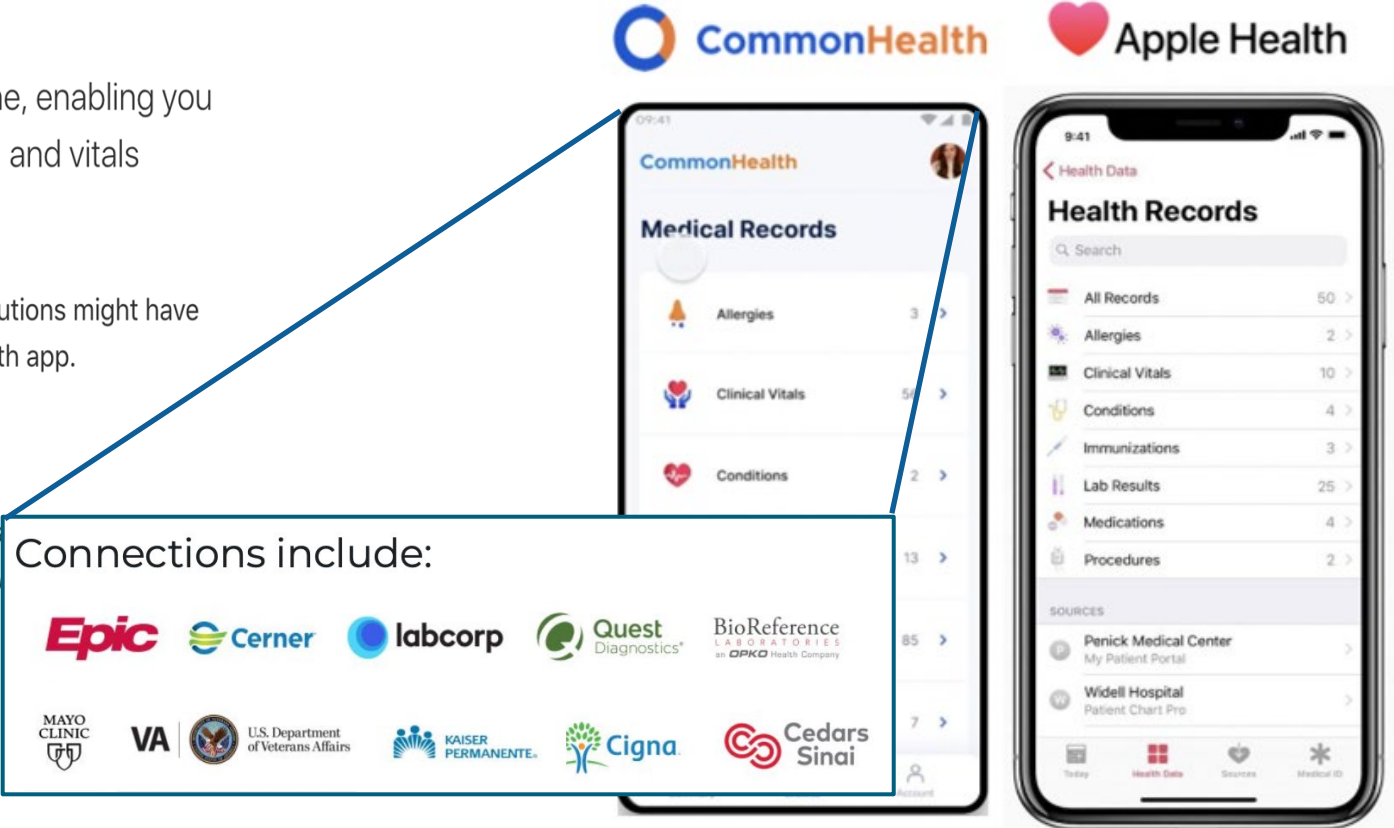 CommonHealth
Apple Health
ne, enabling you
and vitals
utions might have
th app.
09:41
CommonHealth
Medical Records
Allergies 3
Clinical Vitals
Conditions 2
13
85
7
Account
Connections include:
Epic
Cerner
labcorp
Quest
Diagnostics®
BioReference
LABORATORIES
an OPKO Health Company
MAYO
CLINIC
VA
U.S. Department
of Veterans Affairs
KAISER
PERMANENTE®
Cigna.
Cedars
Sinai
9:41
Health Data
Health Records
Search
All Records 50
Allergies 2
Clinical Vitals 10
Conditions 4
Immunizations 3
Lab Results 25
Medications 4
Procedures 2
SOURCES
P Penick Medical Center
My Patient Portal
W Widell Hospital
Patient Chart Pro
Today Health Data Sources Medical ID